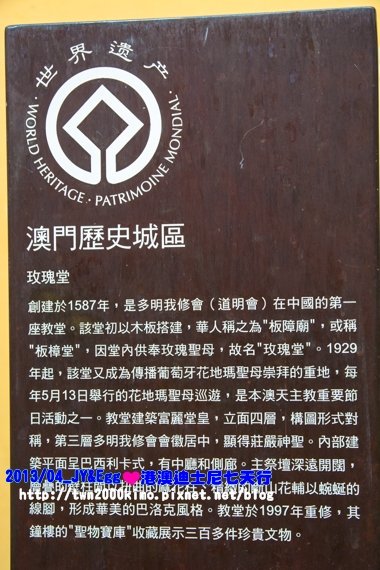 世界遗产
·WORLD HERITAGE·PATRIMOINE MONDIAL
澳門歷史城區
玫瑰堂
創建於1587年，是多明我修會（道明會）在中國的第一
座教堂。該堂初以木板搭建，華人稱之為"板障廟"，或稱
"板樟堂"，因堂內供奉玫瑰聖母，故名"玫瑰堂"。1929
年起，該堂又成為傳播葡萄牙花地瑪聖母崇拜的重地，每
年5月13日舉行的花地瑪聖母巡遊，是本澳天主教重要節
日活動之一。教堂建築富麗堂皇，立面四層，構圖形式對
稱，第三層多明我修會會徽居中，顯得莊嚴神聖。內部建
築平面呈巴西利卡式，有中廳和側廊。主祭壇深遠開闊，
2013/04_JY&Egg❤港澳迪士尼七天行
http://twn2000kimo.pixnet.net/blog
花輔以蜿蜒的
線腳，形成華美的巴洛克風格。教堂於1997年重修，其
鐘樓的"聖物寶庫"收藏展示三百多件珍貴文物。